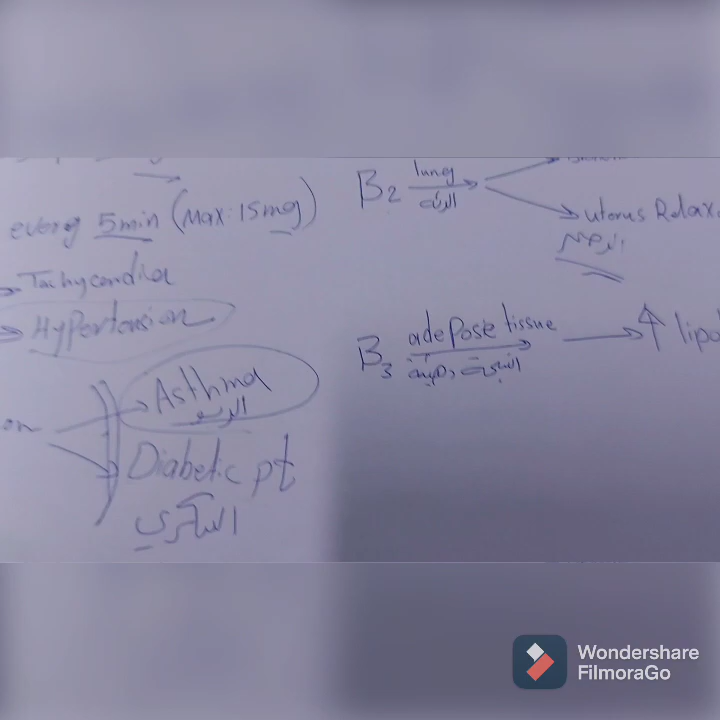 every 5min (Max: 15mg)
Tachycardia
Hypertension
on
Asthma
الربو
Diabetic pt
السكري
B2 lung
الرئة
uterus Relax
الرحم
B3 adepose tissue
↑ lipo
Wondershare
FilmoraGo